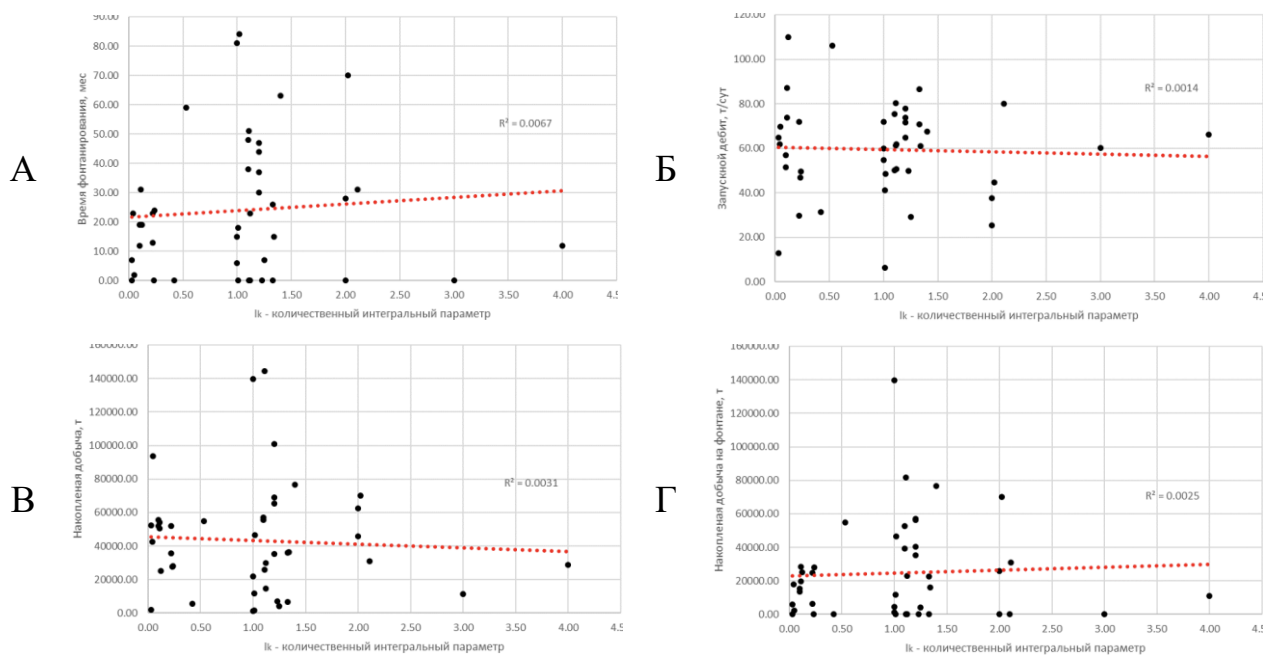 А
90.00
80.00
70.00
60.00
50.00
40.00
30.00
20.00
10.00
0.00
Время фонтанирования, мес
R² = 0.0067
0.00 0.50 1.00 1.50 2.00 2.50 3.00 3.50 4.00 4.5
Iк - количественный интегральный параметр
Б
120.00
100.00
80.00
60.00
40.00
20.00
0.00
Запускной дебит, т/сут
R² = 0.0014
0.00 0.50 1.00 1.50 2.00 2.50 3.00 3.50 4.00 4.5
Iк - количественный интегральный параметр
В
160000.00
140000.00
120000.00
100000.00
80000.00
60000.00
40000.00
20000.00
0.00
Накопленая добыча, т
R² = 0.0031
0.00 0.50 1.00 1.50 2.00 2.50 3.00 3.50 4.00 4.5
Iк - количественный интегральный параметр
Г
160000.00
140000.00
120000.00
100000.00
80000.00
60000.00
40000.00
20000.00
0.00
Накопленая добыча на фонтане, т
R² = 0.0025
0.00 0.50 1.00 1.50 2.00 2.50 3.00 3.50 4.00 4.5
Iк - количественный интегральный параметр